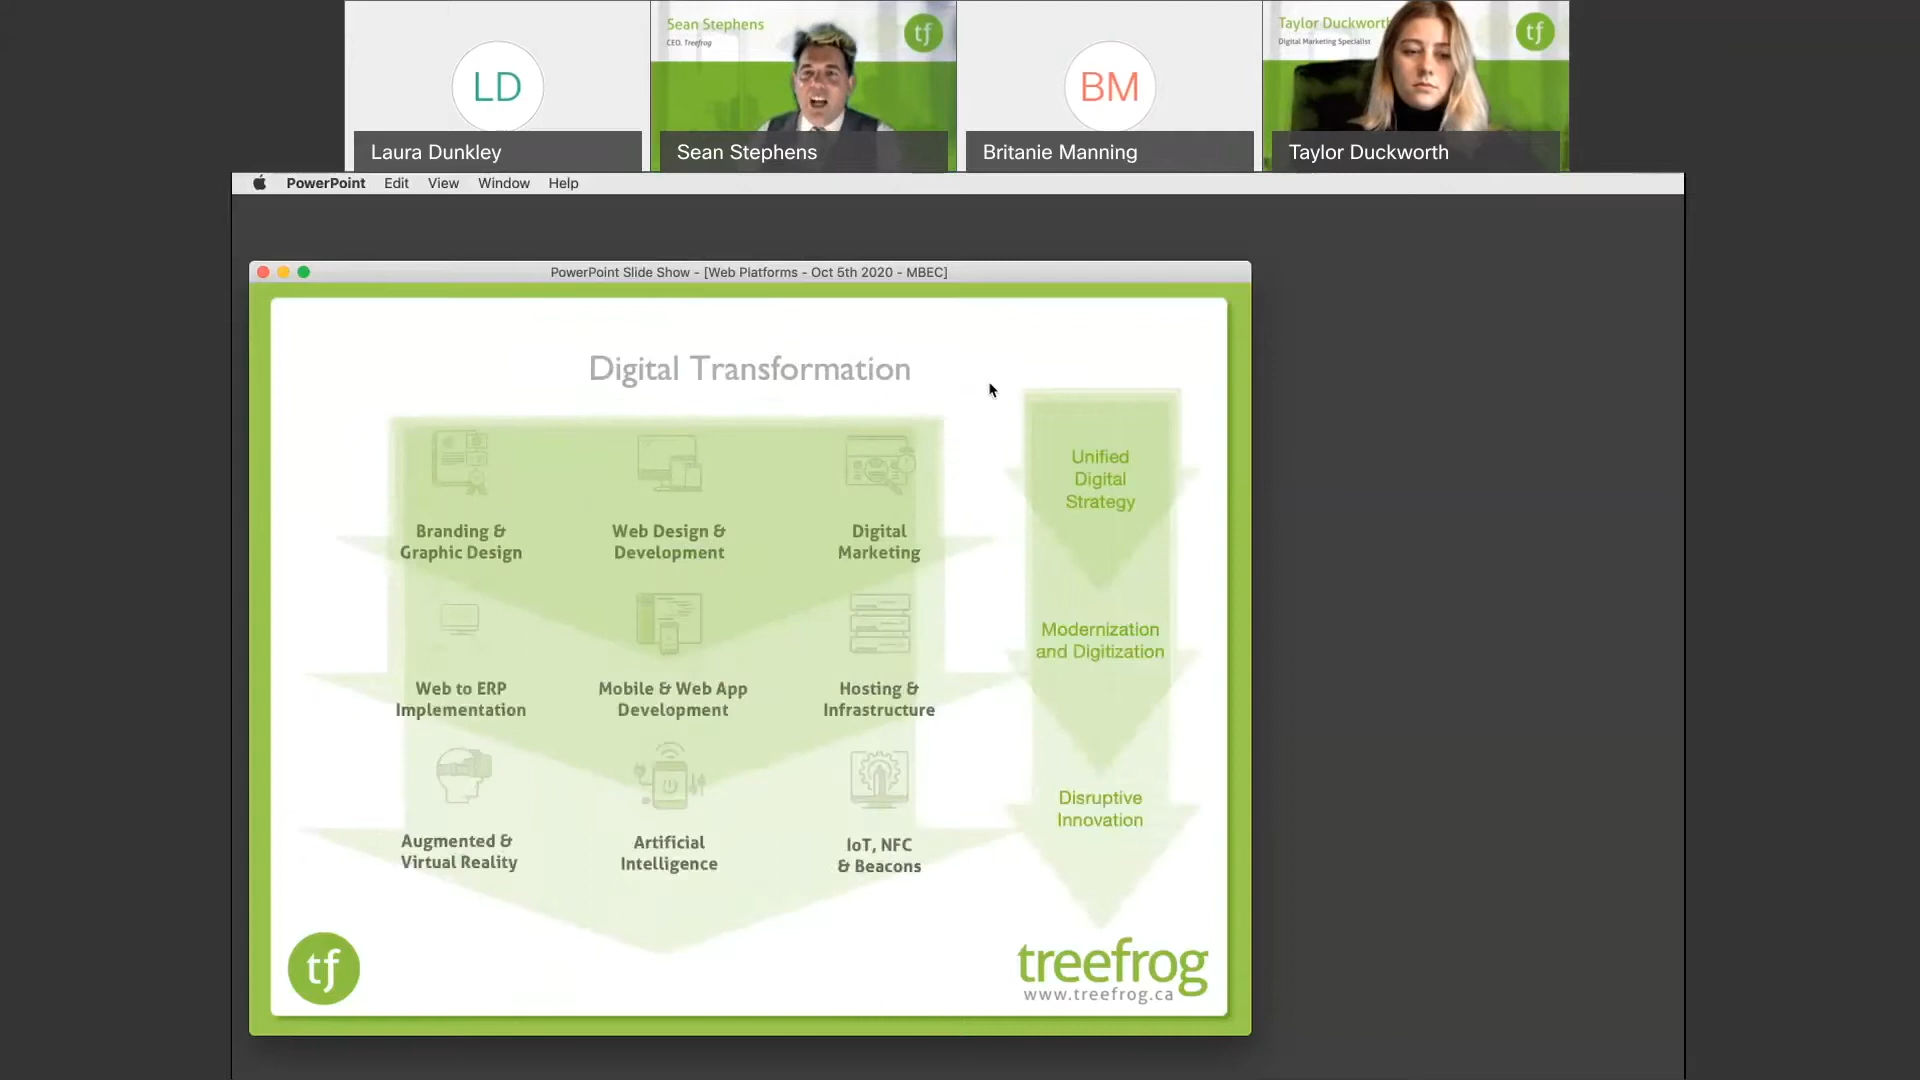 LD
Laura Dunkley
Sean Stephens
CEO, Treefrog
tf
Sean Stephens
BM
Britanie Manning
Taylor Duckworth
Digital Marketing Specialist
tf
Taylor Duckworth
PowerPoint Edit View Window Help
PowerPoint Slide Show - [Web Platforms - Oct 5th 2020 - MBEC]
Digital Transformation
Branding &
Graphic Design
Web Design &
Development
Digital
Marketing
Web to ERP
Implementation
Mobile & Web App
Development
Hosting &
Infrastructure
Augmented &
Virtual Reality
Artificial
Intelligence
IoT, NFC
& Beacons
Unified
Digital
Strategy
Modernization
and Digitization
Disruptive
Innovation
tf
treefrog
www.treefrog.ca